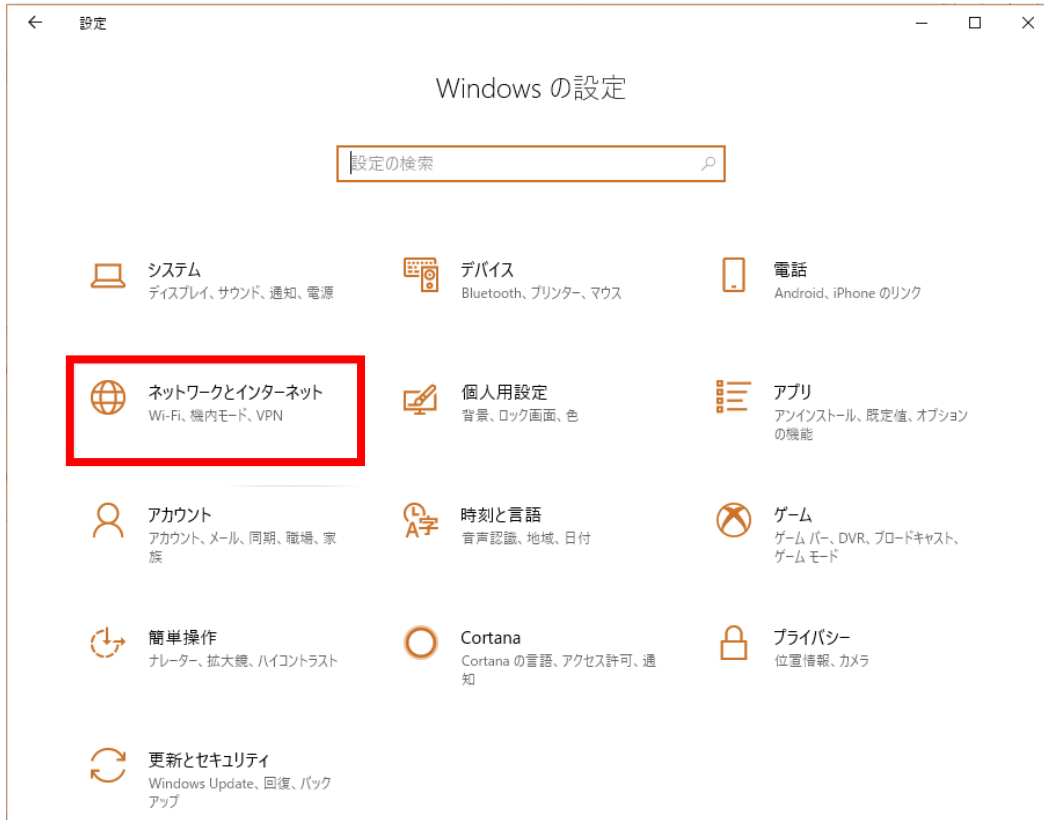 設定
Windows の設定
設定の検索
システム
ディスプレイ、サウンド、通知、電源
デバイス
Bluetooth、プリンター、マウス
電話
Android、iPhone のリンク
ネットワークとインターネット
Wi-Fi、機内モード、VPN
個人用設定
背景、ロック画面、色
アプリ
アンインストール、既定値、オプション
の機能
アカウント
アカウント、メール、同期、職場、家
族
時刻と言語
音声認識、地域、日付
ゲーム
ゲーム バー、DVR、ブロードキャスト、
ゲーム モード
簡単操作
ナレーター、拡大鏡、ハイコントラスト
Cortana
Cortana の言語、アクセス許可、通
知
プライバシー
位置情報、カメラ
更新とセキュリティ
Windows Update、回復、バック
アップ